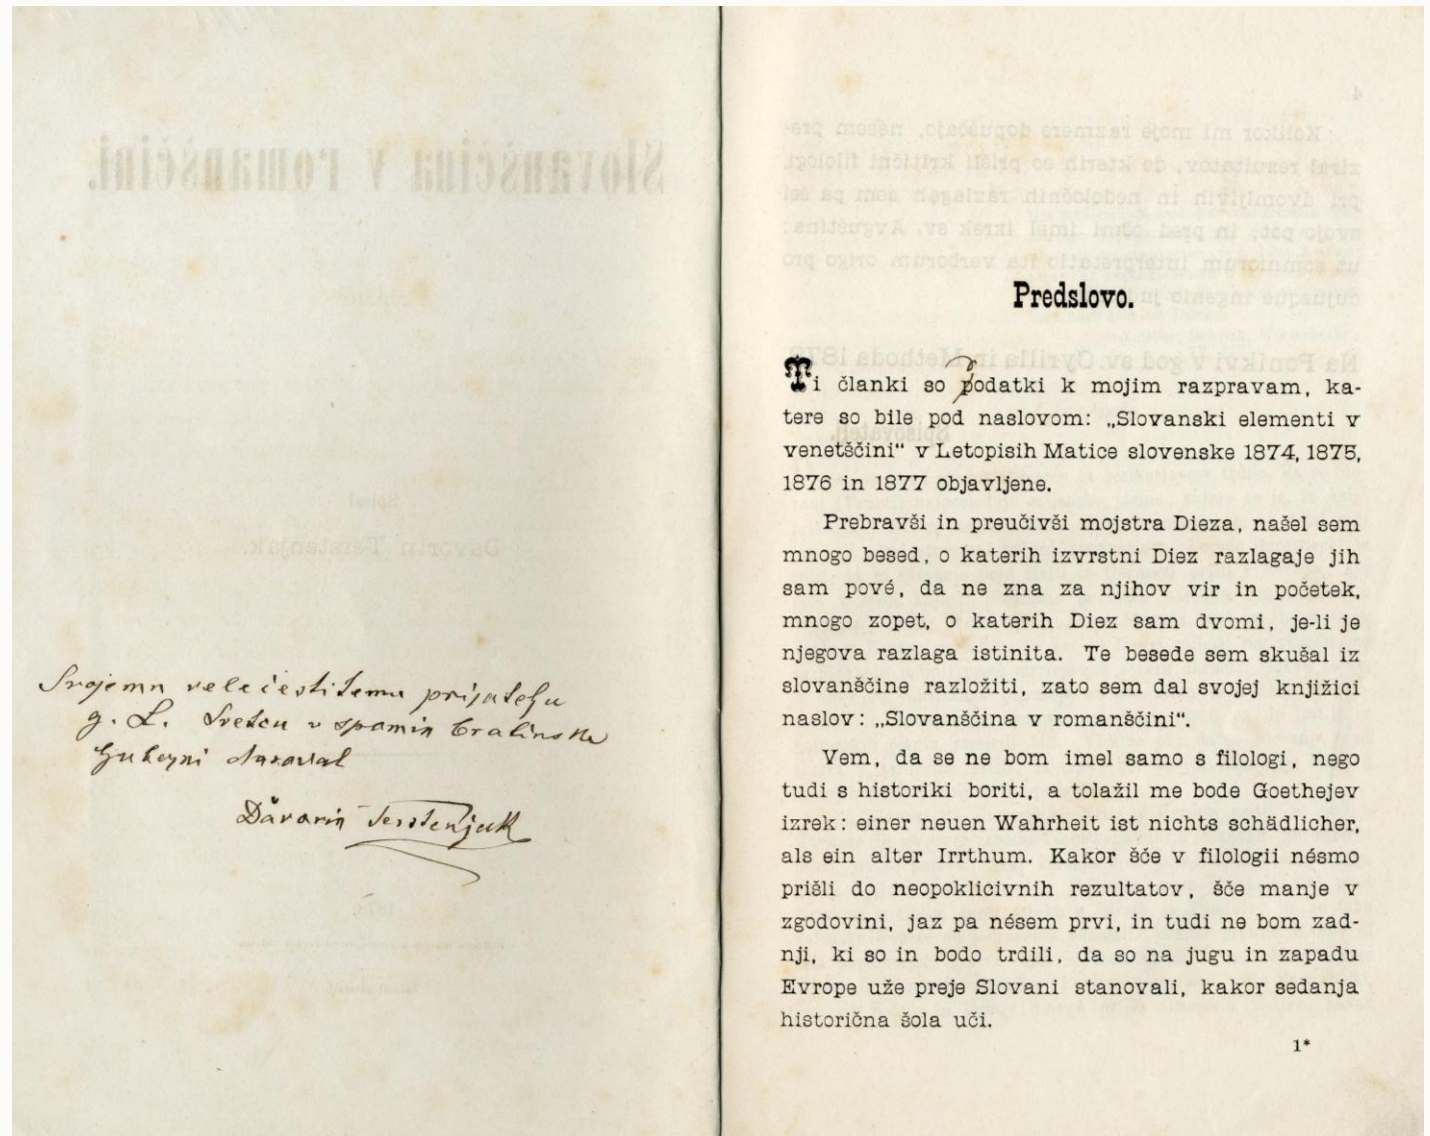 Svojemu velečestitemu prijatelju
g. L. Svetcu v spomin bratinske
ljubezni daroval
Davorin Terstenjak
Predslovo.
Ti članki so podatki k mojim razpravam, ka-
tere so bile pod naslovom: „Slovanski elementi v
venetščini“ v Letopisih Matice slovenske 1874, 1875,
1876 in 1877 objavljene.
Prebravši in preučivši mojstra Dieza, našel sem
mnogo besed, o katerih izvrstni Diez razlagaje jih
sam pové, da ne zna za njihov vir in početek,
mnogo zopet, o katerih Diez sam dvomi, je-li je
njegova razlaga istinita. Te besede sem skušal iz
slovanščine razložiti, zato sem dal svojej knjižici
naslov: „Slovanščina v romanščini“.
Vem, da se ne bom imel samo s filologi, nego
tudi s historiki boriti, a tolažil me bode Goethejev
izrek: einer neuen Wahrheit ist nichts schädlicher,
als ein alter Irrthum. Kakor šče v filologii nésmo
prišli do neopoklicivnih rezultatov, šče manje v
zgodovini, jaz pa nésem prvi, in tudi ne bom zad-
nji, ki so in bodo trdili, da so na jugu in zapadu
Evrope uže preje Slovani stanovali, kakor sedanja
historična šola uči.
1*